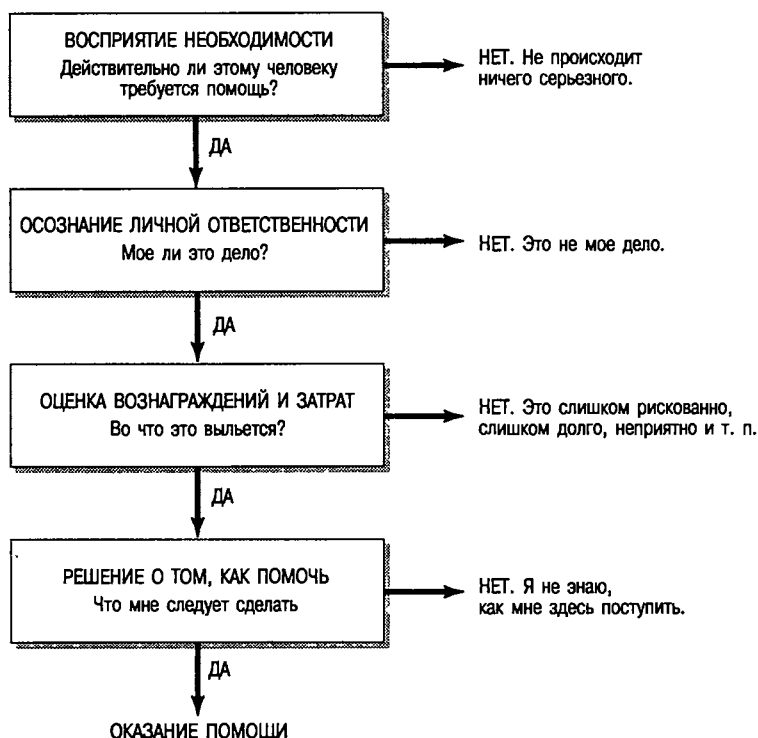 ВОСПРИЯТИЕ НЕОБХОДИМОСТИ
Действительно ли этому человеку
требуется помощь?
НЕТ. Не происходит
ничего серьезного.
ДА
ОСОЗНАНИЕ ЛИЧНОЙ ОТВЕТСТВЕННОСТИ
Мое ли это дело?
НЕТ. Это не мое дело.
ДА
ОЦЕНКА ВОЗНАГРАЖДЕНИЙ И ЗАТРАТ
Во что это выльется?
НЕТ. Это слишком рискованно,
слишком долго, неприятно и т. п.
ДА
РЕШЕНИЕ О ТОМ, КАК ПОМОЧЬ
Что мне следует сделать
НЕТ. Я не знаю,
как мне здесь поступить.
ДА
ОКАЗАНИЕ ПОМОЩИ